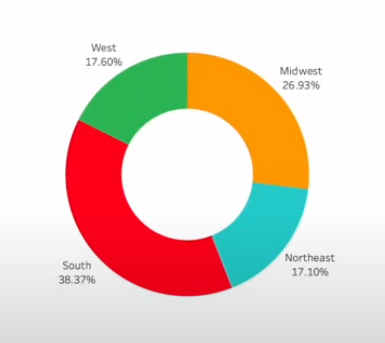 West
17.60%
Midwest
26.93%
Northeast
17.10%
South
38.37%